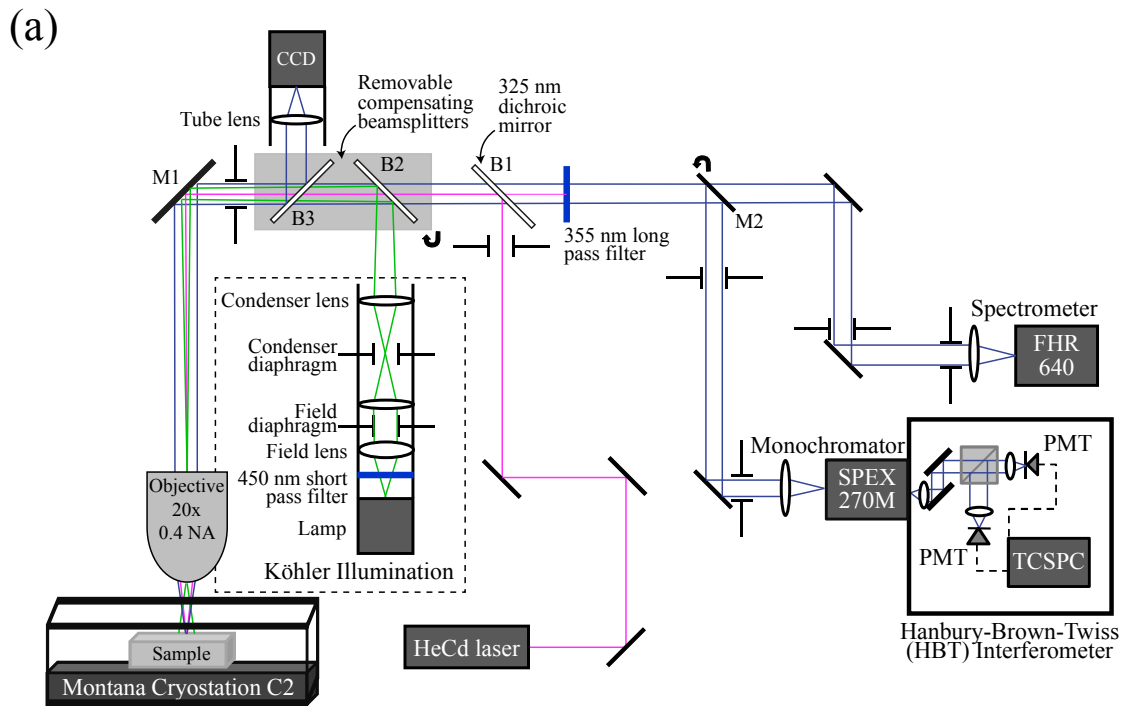 (a)
CCD
Tube lens
Removable
compensating
beamsplitters
325 nm
dichroic
mirror
M1
B2
B1
B3
M2
355 nm long
pass filter
Condenser lens
Condenser
diaphragm
Field
diaphragm
Field lens
450 nm short
pass filter
Lamp
Köhler Illumination
Objective
20x
0.4 NA
Sample
Montana Cryostation C2
HeCd laser
Spectrometer
FHR
640
Monochromator
SPEX
270M
PMT
PMT
TCSPC
Hanbury-Brown-Twiss
(HBT) Interferometer